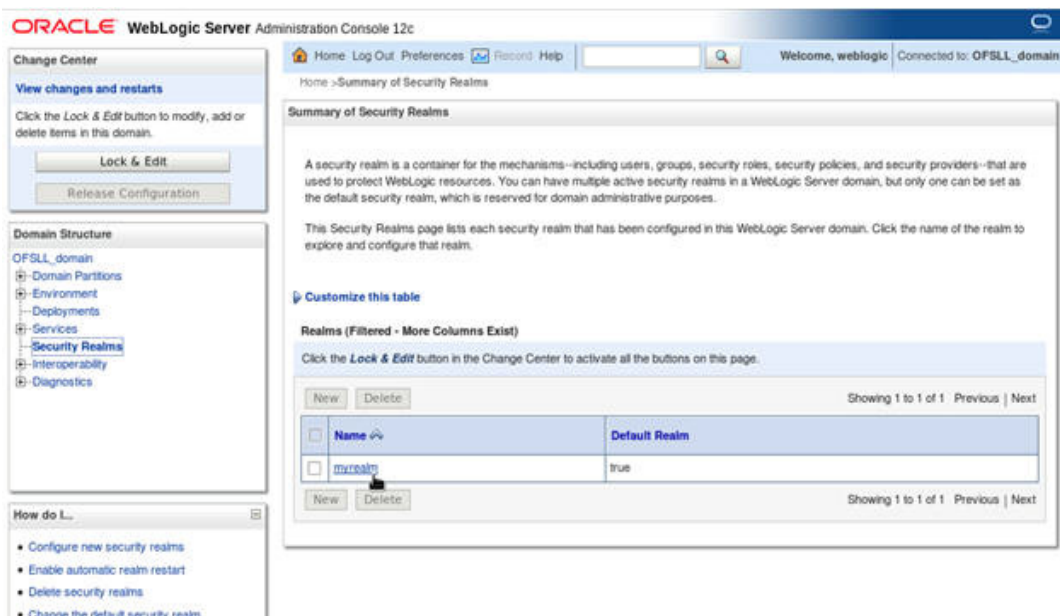 ORACLE WebLogic Server Administration Console 12c
Change Center
View changes and restarts
Click the Lock & Edit button to modify, add or
delete items in this domain.
Lock & Edit
Release Configuration
Domain Structure
OFSLL_domain
Domain Partitions
Environment
Deployments
Services
Security Realms
Interoperability
Diagnostics
How do I...
Configure new security realms
Enable automatic realm restart
Delete security realms
Change the default security realm
Home Log Out Preferences Record Help
Welcome, weblogic Connected to: OFSLL_domain
Home >Summary of Security Realms
Summary of Security Realms
A security realm is a container for the mechanisms--including users, groups, security roles, security policies, and security providers--that are
used to protect WebLogic resources. You can have multiple active security realms in a WebLogic Server domain, but only one can be set as
the default security realm, which is reserved for domain administrative purposes.
This Security Realms page lists each security realm that has been configured in this WebLogic Server domain. Click the name of the realm to
explore and configure that realm.
Customize this table
Realms (Filtered - More Columns Exist)
Click the Lock & Edit button in the Change Center to activate all the buttons on this page.
New Delete Showing 1 to 1 of 1 Previous | Next
Name Default Realm
myrealm true
New Delete Showing 1 to 1 of 1 Previous | Next